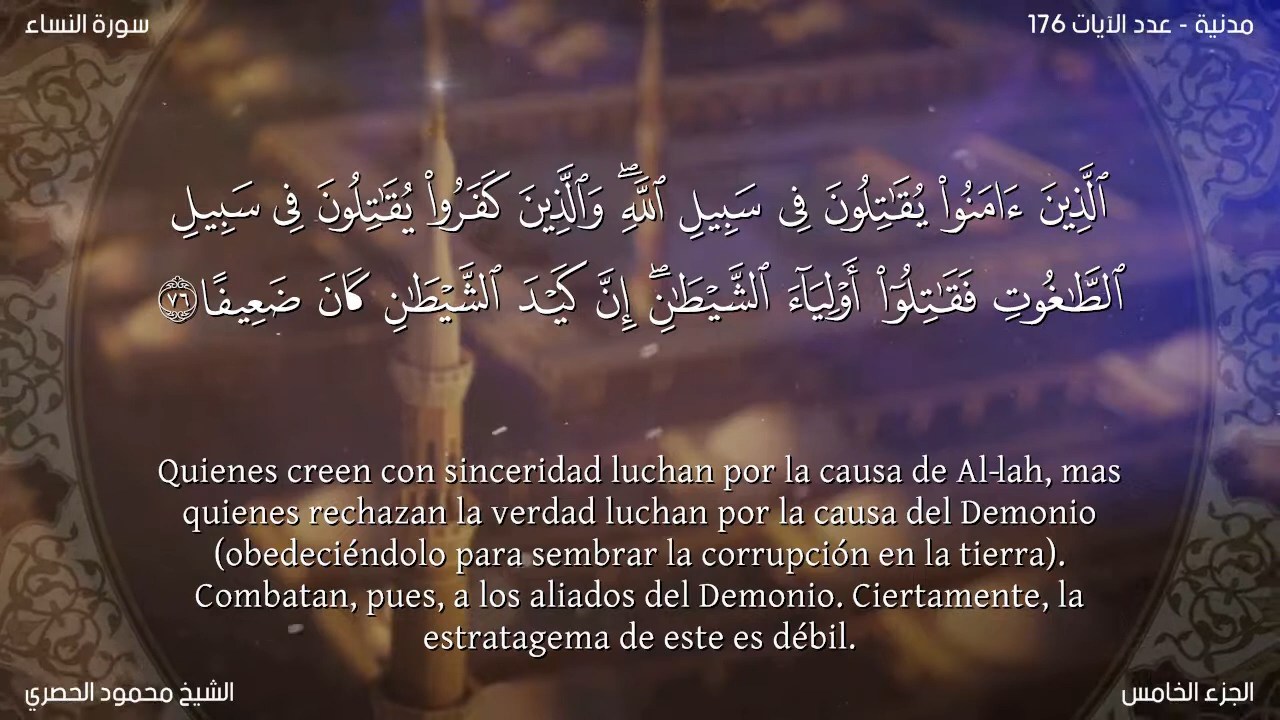 سورة النساء
مدنية - عدد الآيات 176
ٱلَّذِينَ ءَامَنُوا۟ يُقَـٰتِلُونَ فِى سَبِيلِ ٱللَّهِ ۖ وَٱلَّذِينَ كَفَرُوا۟ يُقَـٰتِلُونَ فِى سَبِيلِ
ٱلطَّـٰغُوتِ فَقَـٰتِلُوٓا۟ أَوْلِيَآءَ ٱلشَّيْطَـٰنِ ۖ إِنَّ كَيْدَ ٱلشَّيْطَـٰنِ كَانَ ضَعِيفًا ٧٦
Quienes creen con sinceridad luchan por la causa de Al-lah, mas
quienes rechazan la verdad luchan por la causa del Demonio
(obedeciéndolo para sembrar la corrupción en la tierra).
Combatan, pues, a los aliados del Demonio. Ciertamente, la
estratagema de este es débil.
الشيخ محمود الحصري
الجزء الخامس